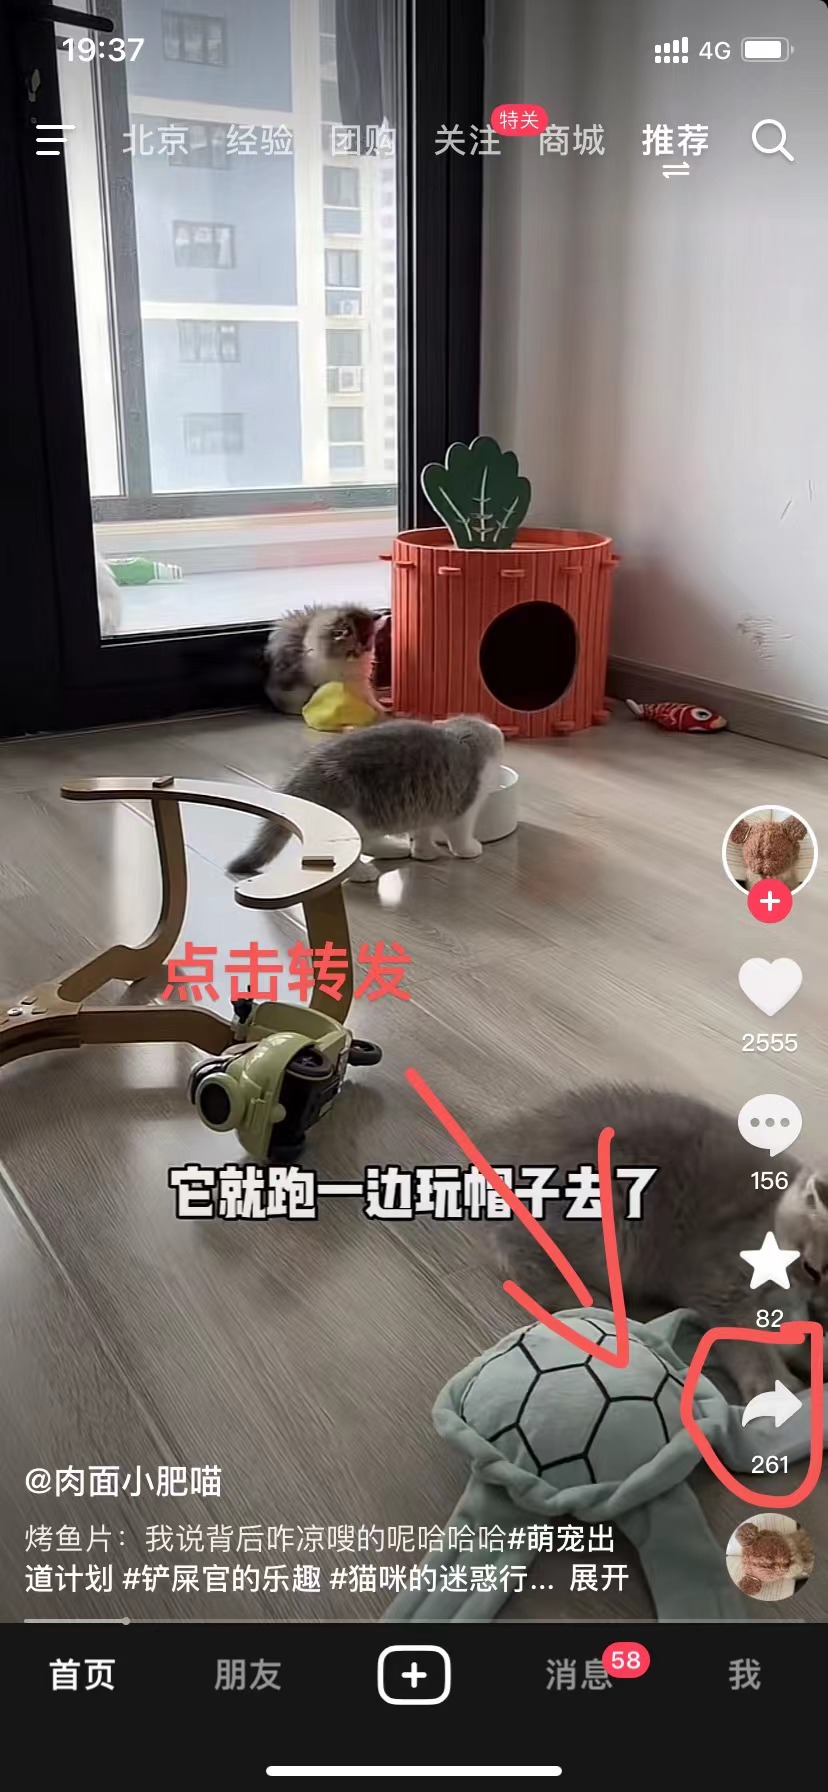 19:37 4G
北京 经验 团购 关注 特关 商城 推荐
点击转发
2555
它就跑一边玩帽子去了
156
82
261
@肉面小肥喵
烤鱼片：我说背后咋凉嗖的呢哈哈哈#萌宠出
道计划 #铲屎官的乐趣 #猫咪的迷惑行... 展开
首页 朋友 消息 58 我